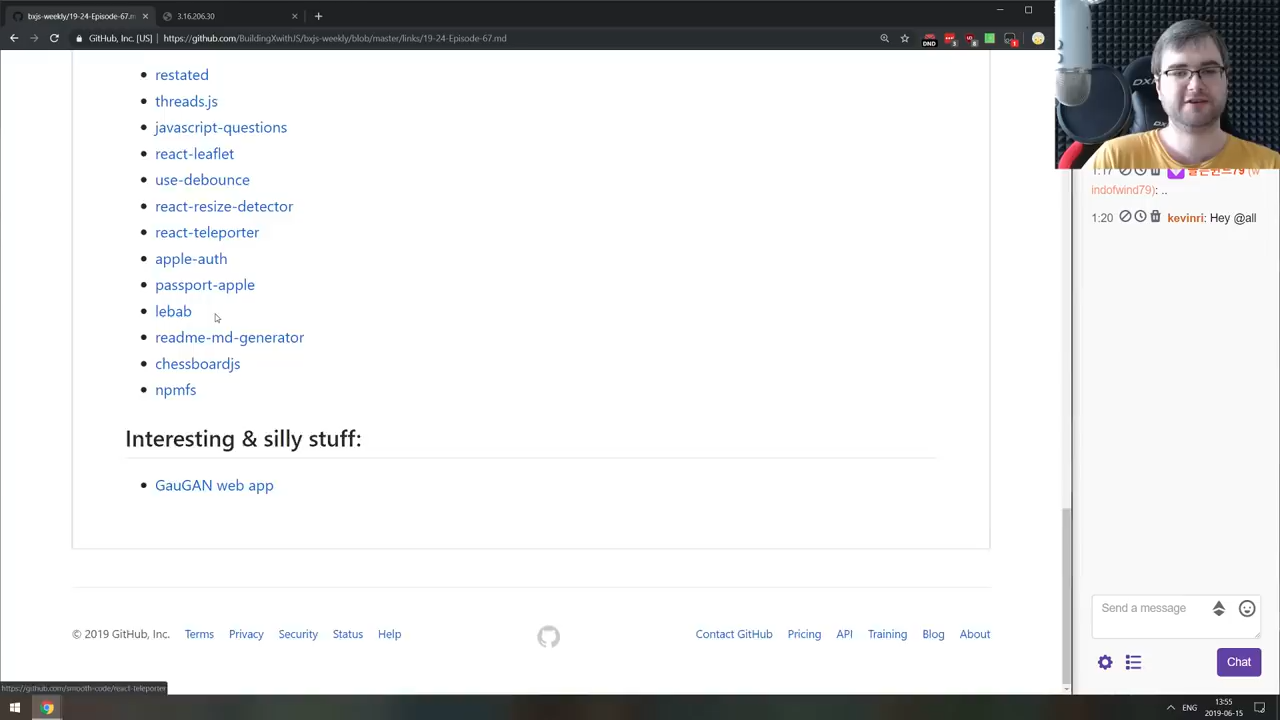 bxjs-weekly/19-24-Episode-67.m
3.16.206.30
GitHub, Inc. [US]
https://github.com/BuildingXwithJS/bxjs-weekly/blob/master/links/19-24-Episode-67.md
DND
restated
threads.js
javascript-questions
react-leaflet
use-debounce
react-resize-detector
react-teleporter
apple-auth
passport-apple
lebab
readme-md-generator
chessboardjs
npmfs
Interesting & silly stuff:
GauGAN web app
© 2019 GitHub, Inc. Terms Privacy Security Status Help
Contact GitHub Pricing API Training Blog About
https://github.com/smooth-code/react-teleporter
1:17
indofwind79): ..
1:20 kevinri: Hey @all
Send a message
Chat
ENG
13:55
2019-06-15